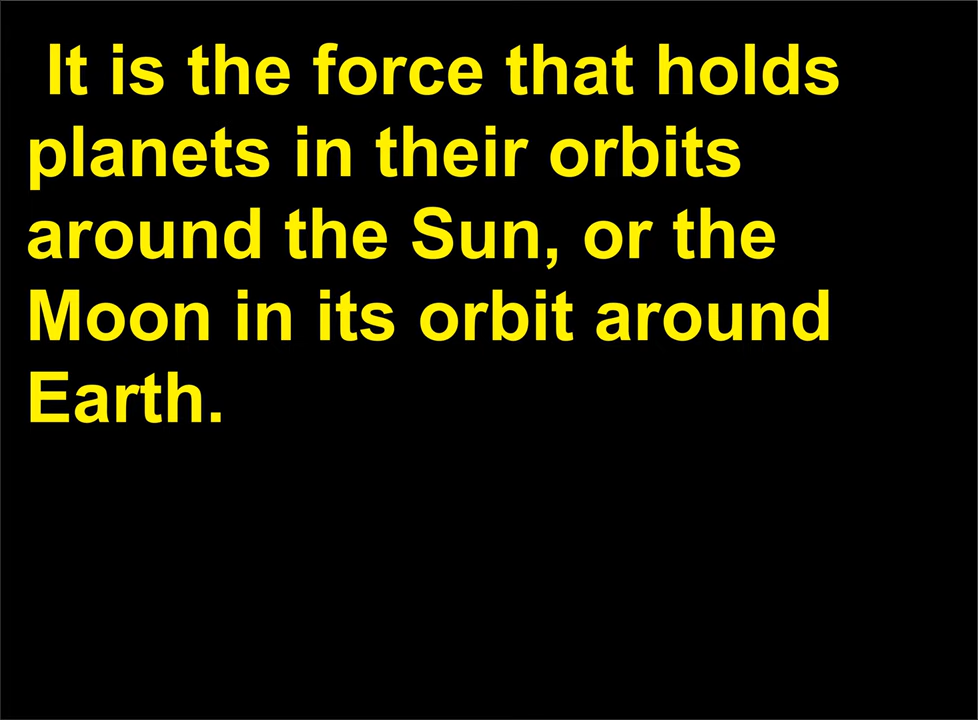 It is the force that holds
planets in their orbits
around the Sun, or the
Moon in its orbit around
Earth.